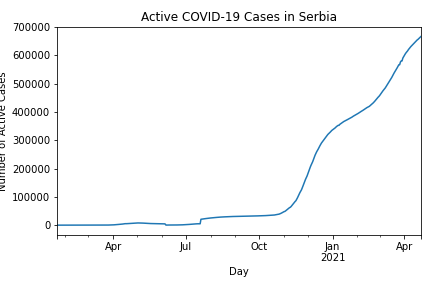 Active COVID-19 Cases in Serbia
Number of Active Cases
700000
600000
500000
400000
300000
200000
100000
0
Apr
Jul
Oct
Jan
2021
Apr
Day